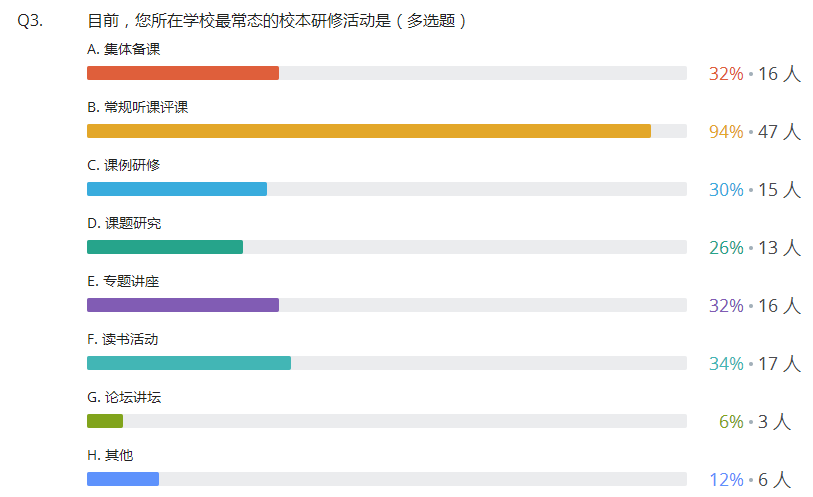 Q3. 目前，您所在学校最常态的校本研修活动是（多选题）
A. 集体备课
32% • 16 人
B. 常规听课评课
94% • 47 人
C. 课例研修
30% • 15 人
D. 课题研究
26% • 13 人
E. 专题讲座
32% • 16 人
F. 读书活动
34% • 17 人
G. 论坛讲坛
6% • 3 人
H. 其他
12% • 6 人